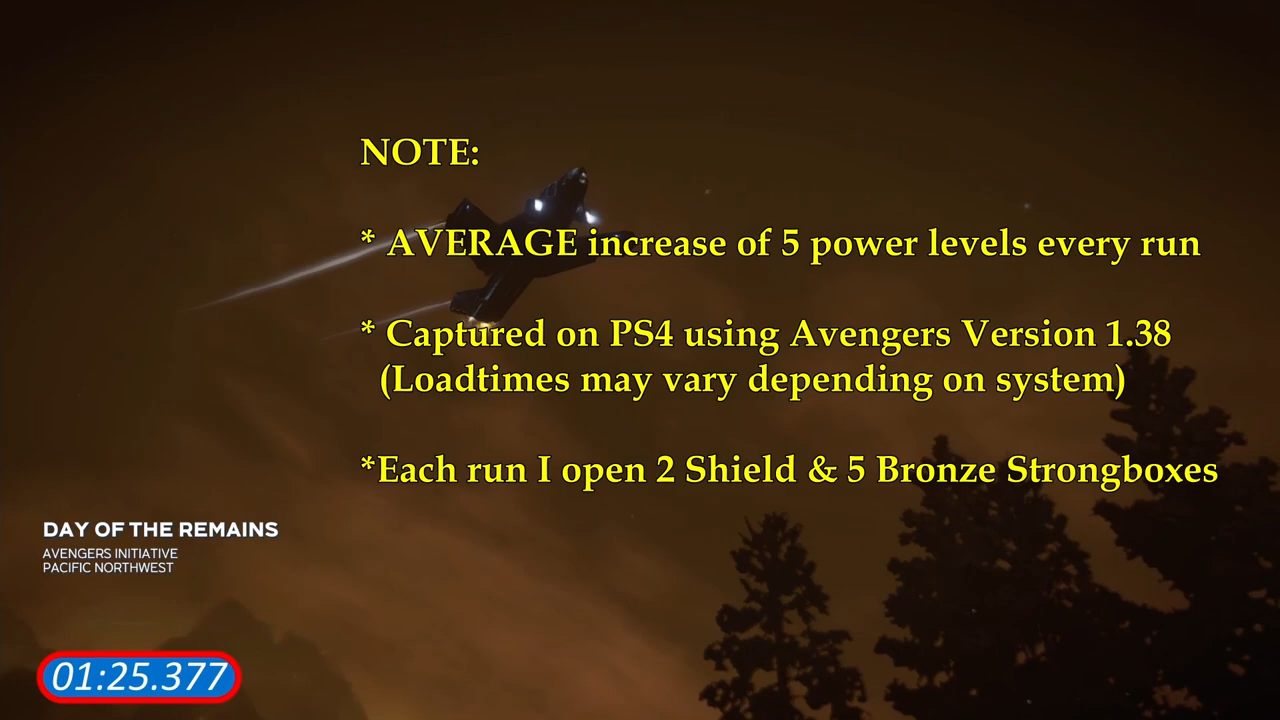 NOTE:
* AVERAGE increase of 5 power levels every run
* Captured on PS4 using Avengers Version 1.38
(Loadtimes may vary depending on system)
*Each run I open 2 Shield & 5 Bronze Strongboxes
DAY OF THE REMAINS
AVENGERS INITIATIVE
PACIFIC NORTHWEST
01:25.377